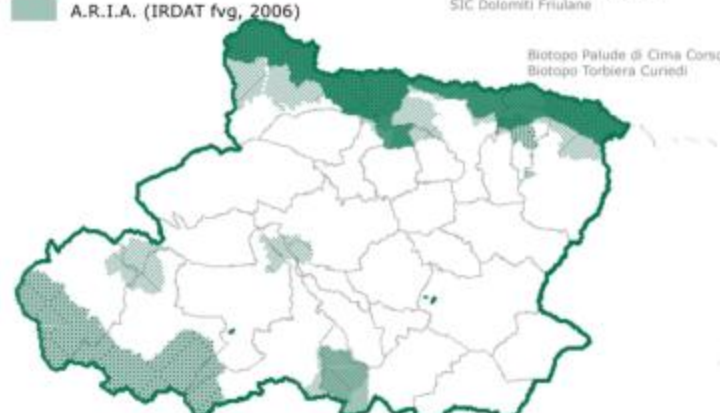 A.R.I.A. (IRDAT fvg, 2006)
SIC Dolomiti Friulane
Biotopo Palude di Cima Corso
Biotopo Torbiera Curiedi